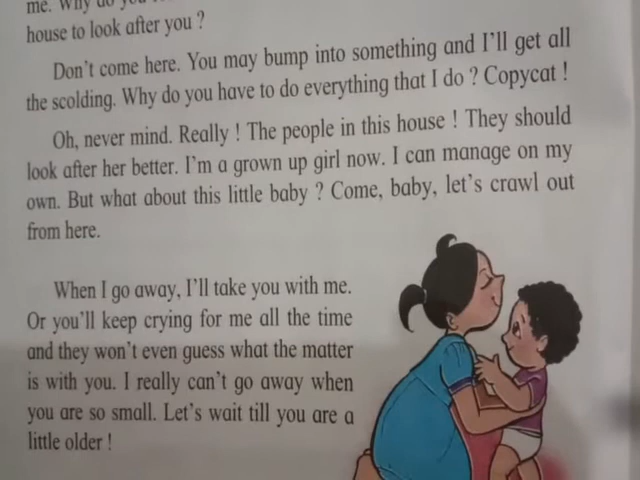 me. Why do you
house to look after you ?
Don't come here. You may bump into something and I'll get all
the scolding. Why do you have to do everything that I do ? Copycat !
Oh, never mind. Really ! The people in this house ! They should
look after her better. I'm a grown up girl now. I can manage on my
own. But what about this little baby ? Come, baby, let's crawl out
from here.
When I go away, I'll take you with me.
Or you'll keep crying for me all the time
and they won't even guess what the matter
is with you. I really can't go away when
you are so small. Let's wait till you are a
little older !